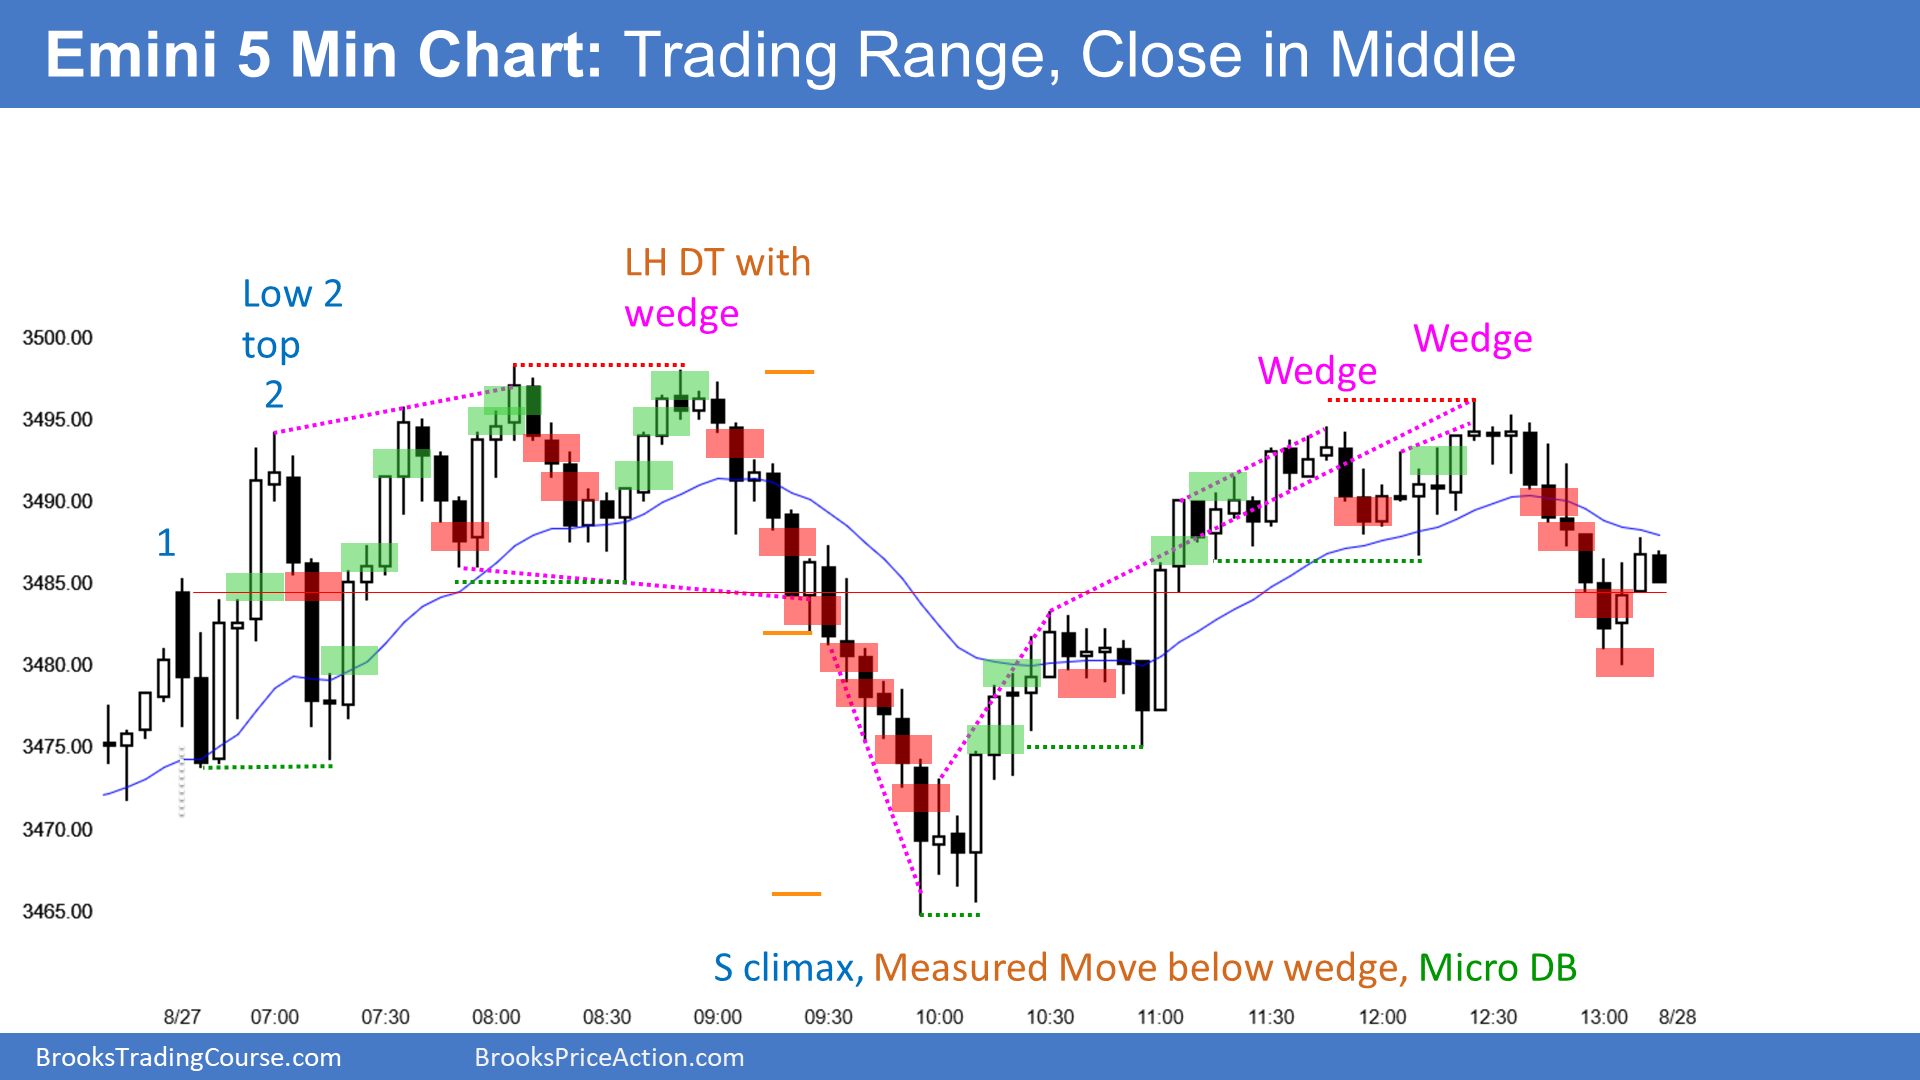 Emini 5 Min Chart: Trading Range, Close in Middle
LH DT with
wedge
Low 2
top
2
1
Wedge
Wedge
3500.00
3495.00
3490.00
3485.00
3480.00
3475.00
3470.00
3465.00
S climax, Measured Move below wedge, Micro DB
8/27 07:00 07:30 08:00 08:30 09:00 09:30 10:00 10:30 11:00 11:30 12:00 12:30 13:00 8/28
BrooksTradingCourse.com BrooksPriceAction.com